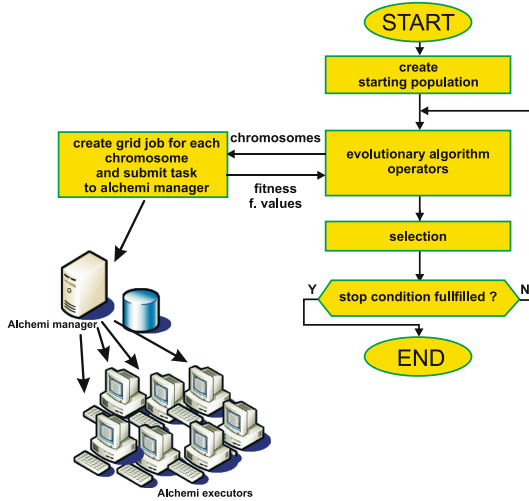 START
create
starting population
chromosomes
create grid job for each
chromosome
and submit task
to alchemi manager
evolutionary algorithm
operators
fitness
f. values
selection
Y
stop condition fullfilled ?
N
END
Alchemi manager
Alchemi executors